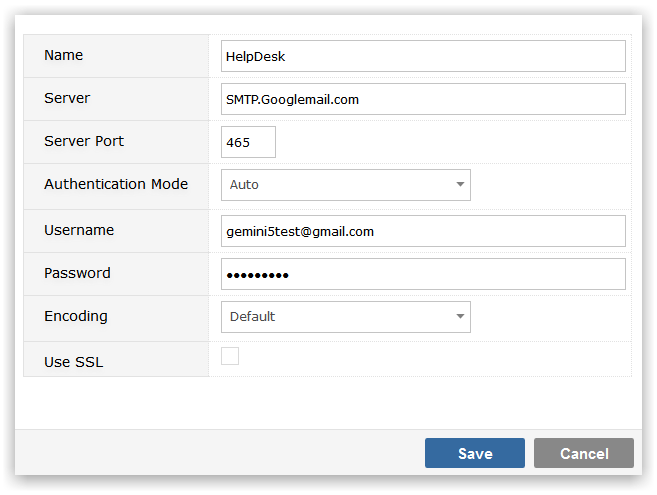 Name HelpDesk
Server SMTP.Googlemail.com
Server Port 465
Authentication Mode Auto
Username gemini5test@gmail.com
Password •••••••••
Encoding Default
Use SSL
Save Cancel